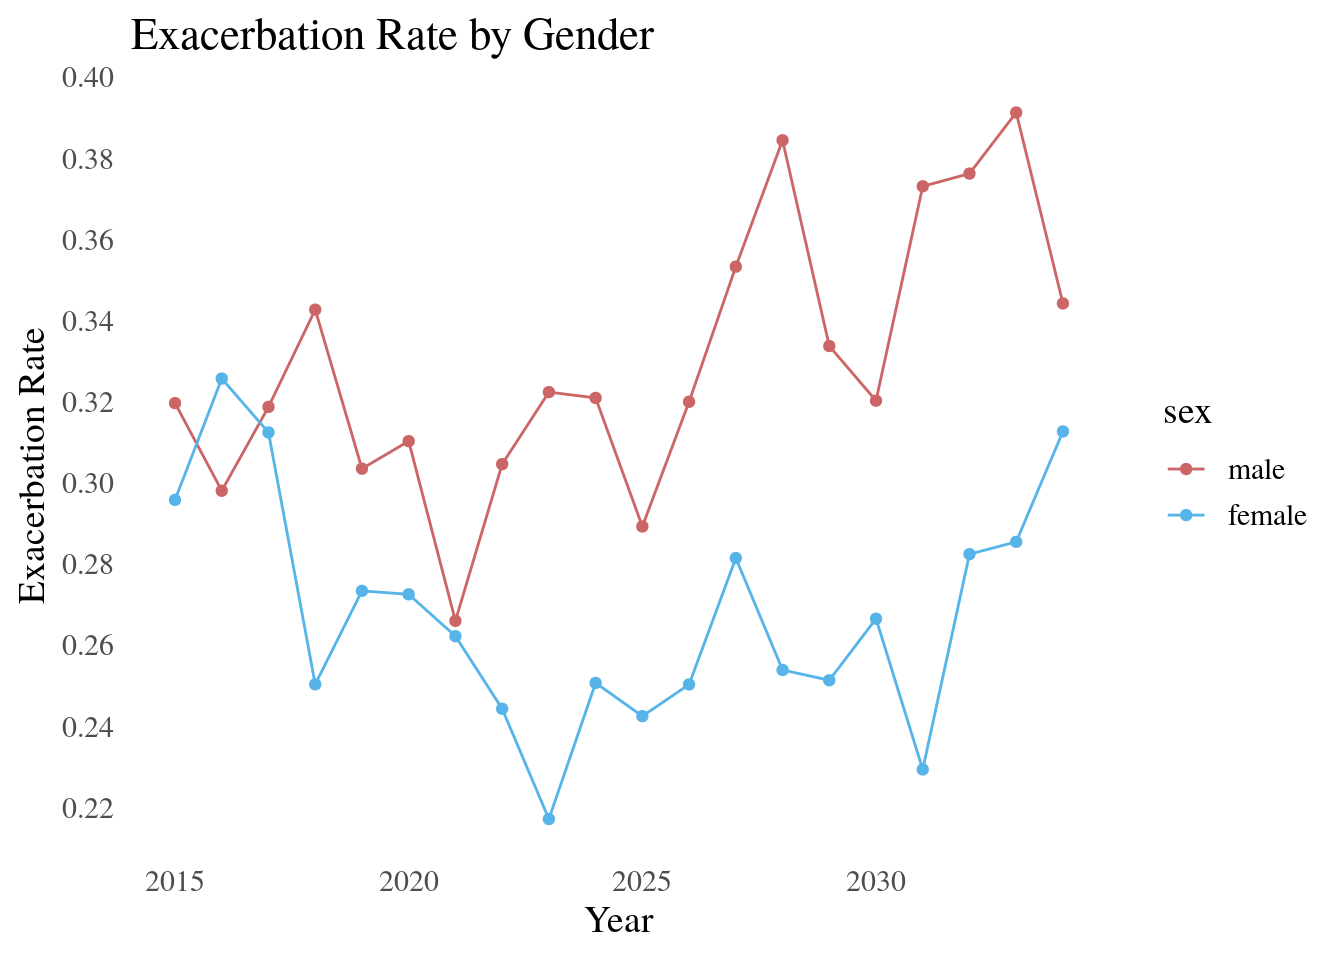 Exacerbation Rate by Gender
0.40
0.38
0.36
0.34
0.32
0.30
0.28
0.26
0.24
0.22
Exacerbation Rate
2015 2020 2025 2030
Year
sex
male
female